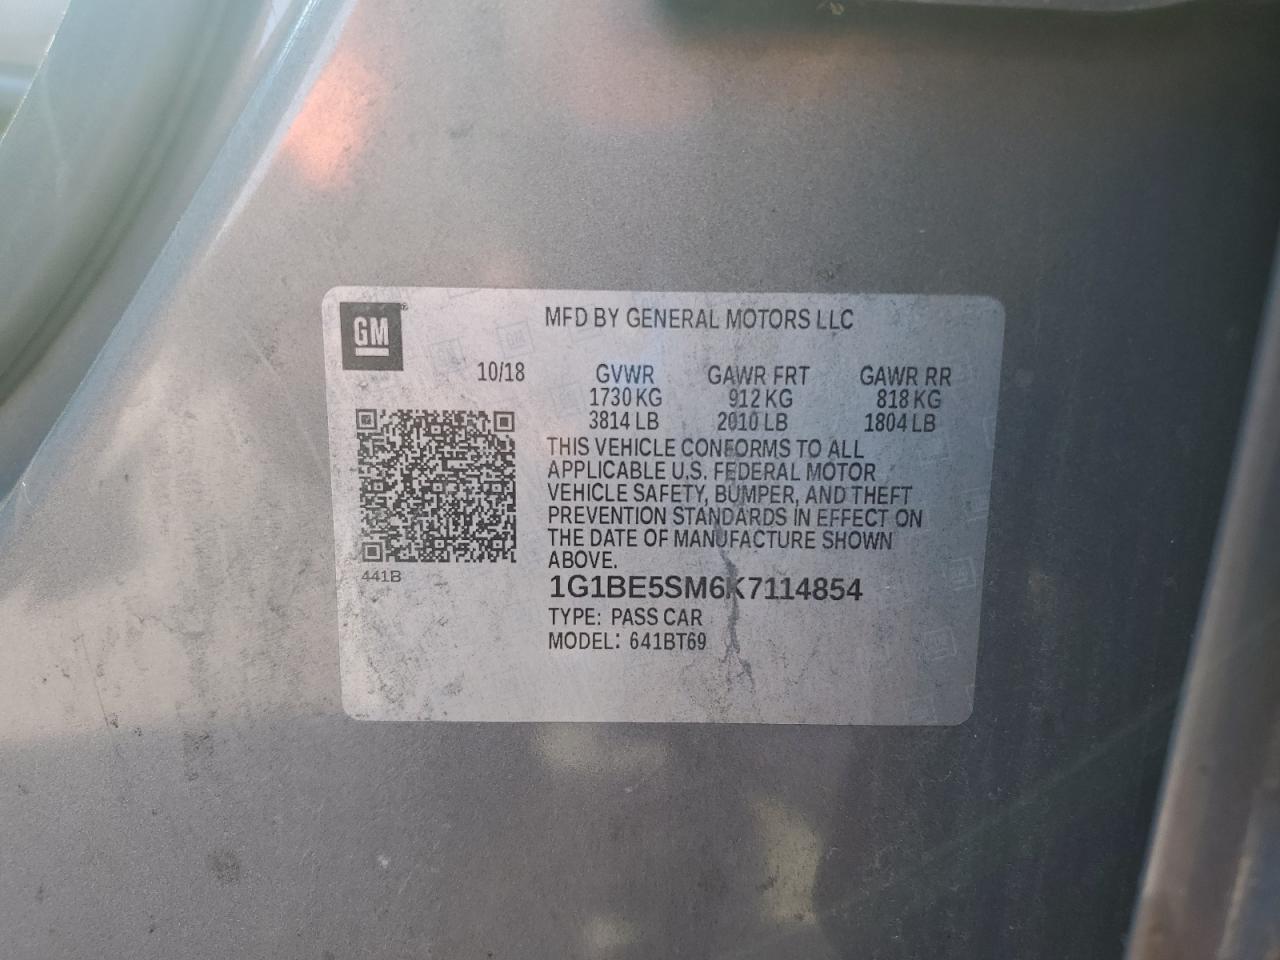 GM
MFD BY GENERAL MOTORS LLC
10/18 GVWR GAWR FRT GAWR RR
1730 KG 912 KG 818 KG
3814 LB 2010 LB 1804 LB
THIS VEHICLE CONFORMS TO ALL
APPLICABLE U.S. FEDERAL MOTOR
VEHICLE SAFETY, BUMPER, AND THEFT
PREVENTION STANDARDS IN EFFECT ON
THE DATE OF MANUFACTURE SHOWN
ABOVE.
441B
1G1BE5SM6K7114854
TYPE: PASS CAR
MODEL: 641BT69